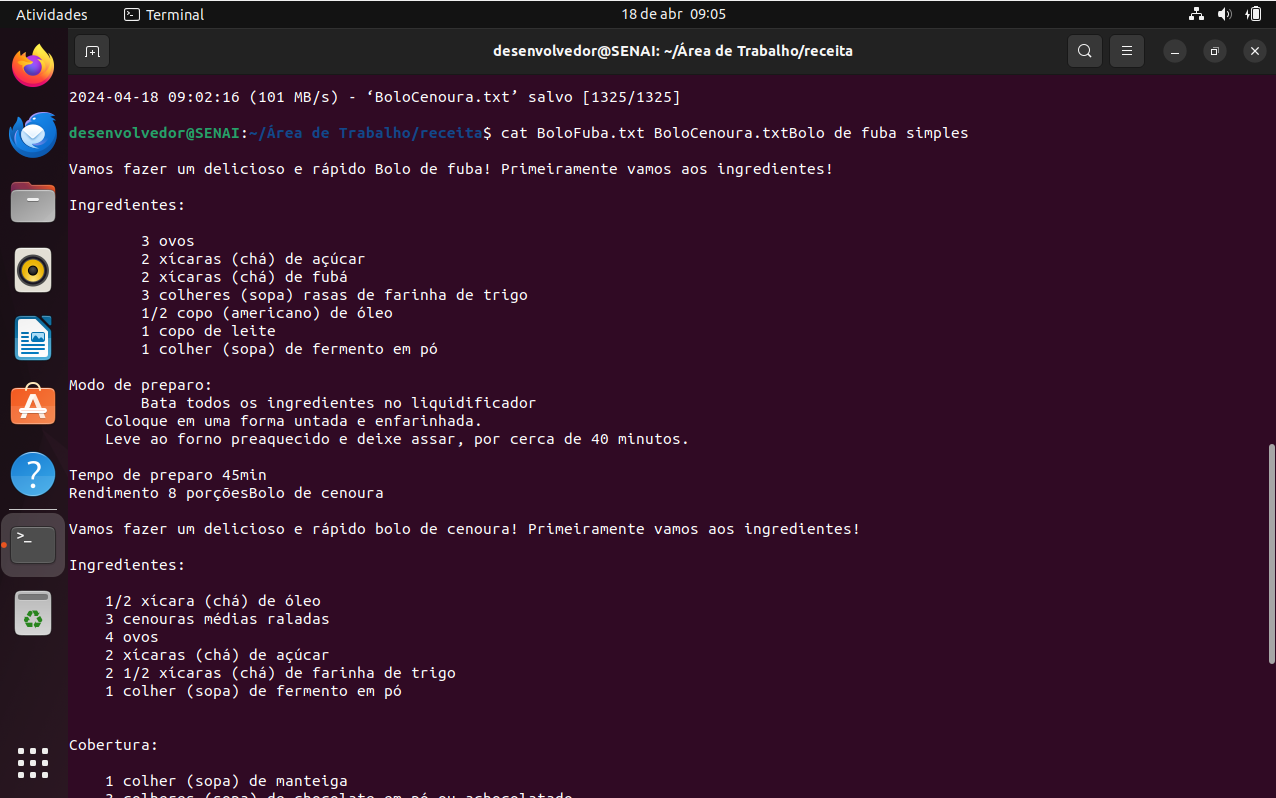 Atividades
Terminal
18 de abr 09:05
desenvolvedor@SENAI: ~/Área de Trabalho/receita
2024-04-18 09:02:16 (101 MB/s) - ‘BoloCenoura.txt’ salvo [1325/1325]
desenvolvedor@SENAI:~/Área de Trabalho/receita$ cat BoloFuba.txt BoloCenoura.txtBolo de fuba simples
Vamos fazer um delicioso e rápido Bolo de fuba! Primeiramente vamos aos ingredientes!
Ingredientes:
3 ovos
2 xícaras (chá) de açúcar
2 xícaras (chá) de fubá
3 colheres (sopa) rasas de farinha de trigo
1/2 copo (americano) de óleo
1 copo de leite
1 colher (sopa) de fermento em pó
Modo de preparo:
Bata todos os ingredientes no liquidificador
Coloque em uma forma untada e enfarinhada.
Leve ao forno preaquecido e deixe assar, por cerca de 40 minutos.
Tempo de preparo 45min
Rendimento 8 porçõesBolo de cenoura
Vamos fazer um delicioso e rápido bolo de cenoura! Primeiramente vamos aos ingredientes!
Ingredientes:
1/2 xícara (chá) de óleo
3 cenouras médias raladas
4 ovos
2 xícaras (chá) de açúcar
2 1/2 xícaras (chá) de farinha de trigo
1 colher (sopa) de fermento em pó
Cobertura:
1 colher (sopa) de manteiga
3 colheres (sopa) de chocolate em pó ou achocolatado